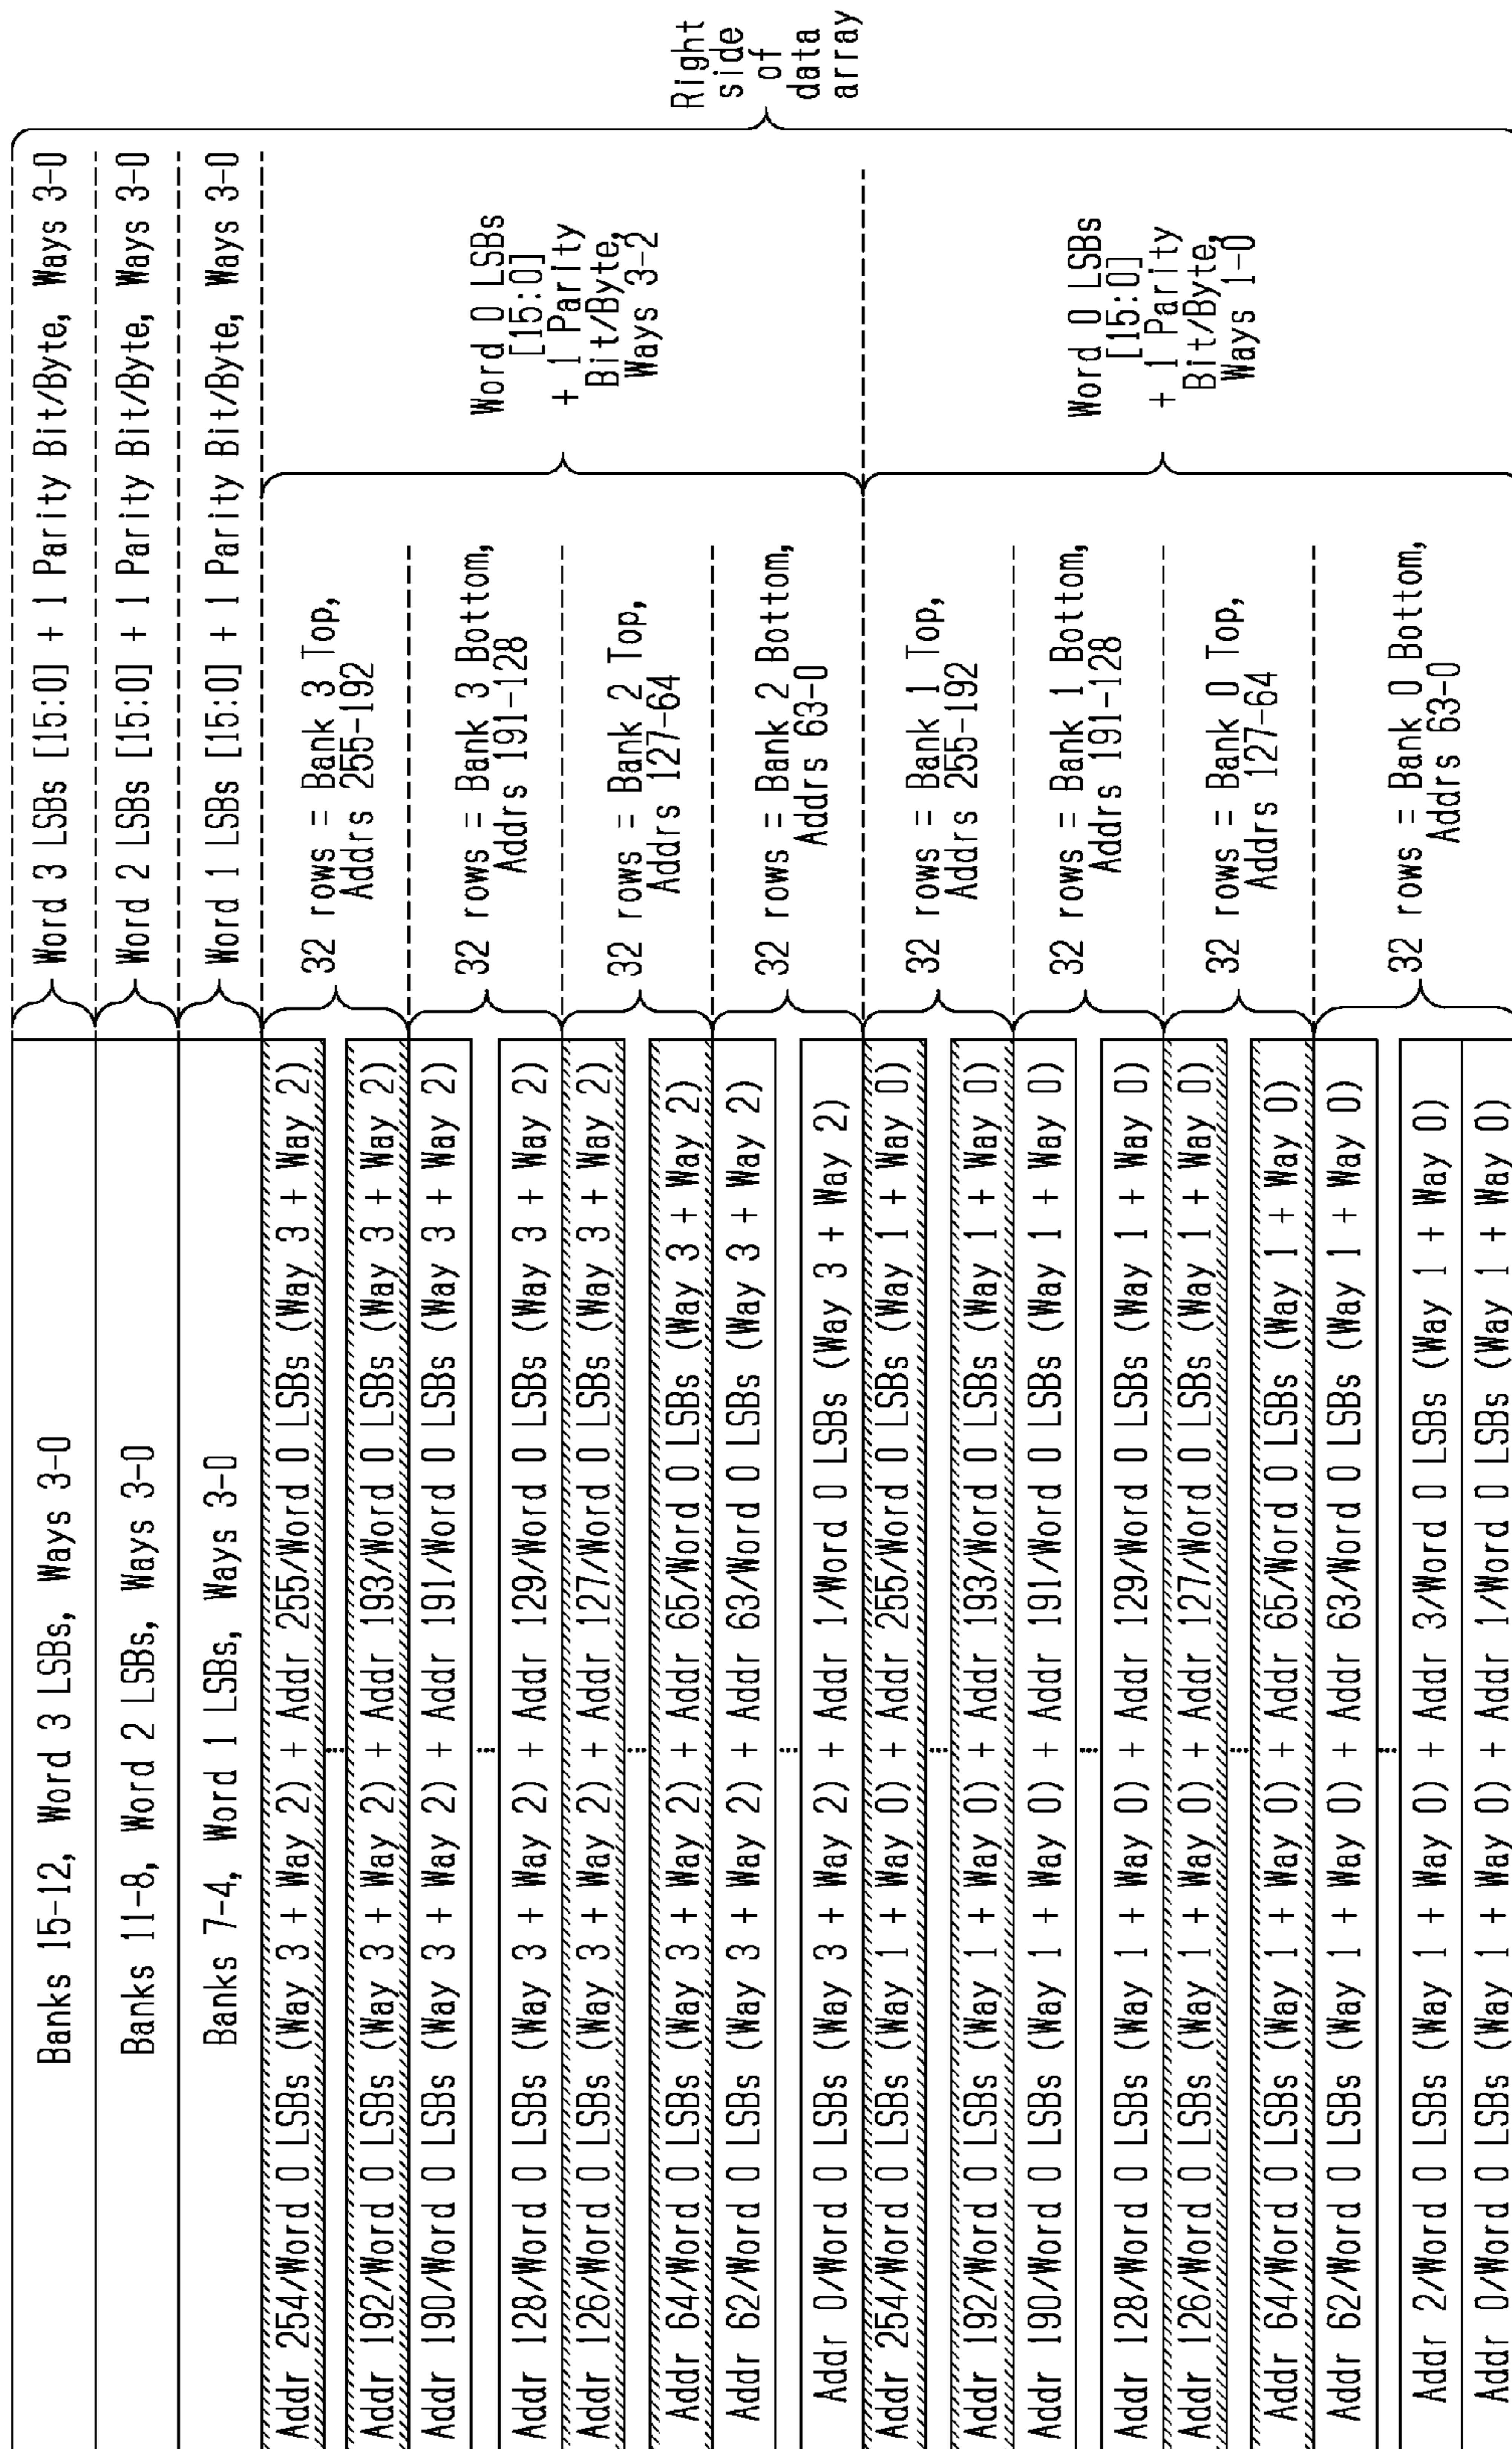 Banks 15-12, Word 3 LSBs, Ways 3-0
Banks 11-8, Word 2 LSBs, Ways 3-0
Banks 7-4, Word 1 LSBs, Ways 3-0
Addr 254/Word 0 LSBs (Way 3 + Way 2) + Addr 255/Word 0 LSBs (Way 3 + Way 2)
Addr 192/Word 0 LSBs (Way 3 + Way 2) + Addr 193/Word 0 LSBs (Way 3 + Way 2)
Addr 190/Word 0 LSBs (Way 3 + Way 2) + Addr 191/Word 0 LSBs (Way 3 + Way 2)
Addr 128/Word 0 LSBs (Way 3 + Way 2) + Addr 129/Word 0 LSBs (Way 3 + Way 2)
Addr 126/Word 0 LSBs (Way 3 + Way 2) + Addr 127/Word 0 LSBs (Way 3 + Way 2)
Addr 64/Word 0 LSBs (Way 3 + Way 2) + Addr 65/Word 0 LSBs (Way 3 + Way 2)
Addr 62/Word 0 LSBs (Way 3 + Way 2) + Addr 63/Word 0 LSBs (Way 3 + Way 2)
Addr 0/Word 0 LSBs (Way 3 + Way 2) + Addr 1/Word 0 LSBs (Way 3 + Way 2)
Addr 254/Word 0 LSBs (Way 1 + Way 0) + Addr 255/Word 0 LSBs (Way 1 + Way 0)
Addr 192/Word 0 LSBs (Way 1 + Way 0) + Addr 193/Word 0 LSBs (Way 1 + Way 0)
Addr 190/Word 0 LSBs (Way 1 + Way 0) + Addr 191/Word 0 LSBs (Way 1 + Way 0)
Addr 128/Word 0 LSBs (Way 1 + Way 0) + Addr 129/Word 0 LSBs (Way 1 + Way 0)
Addr 126/Word 0 LSBs (Way 1 + Way 0) + Addr 127/Word 0 LSBs (Way 1 + Way 0)
Addr 64/Word 0 LSBs (Way 1 + Way 0) + Addr 65/Word 0 LSBs (Way 1 + Way 0)
Addr 62/Word 0 LSBs (Way 1 + Way 0) + Addr 63/Word 0 LSBs (Way 1 + Way 0)
Addr 2/Word 0 LSBs (Way 1 + Way 0) + Addr 3/Word 0 LSBs (Way 1 + Way 0)
Addr 0/Word 0 LSBs (Way 1 + Way 0) + Addr 1/Word 0 LSBs (Way 1 + Way 0)
Word 3 LSBs [15:0] + 1 Parity Bit/Byte, Ways 3-0
Word 2 LSBs [15:0] + 1 Parity Bit/Byte, Ways 3-0
Word 1 LSBs [15:0] + 1 Parity Bit/Byte, Ways 3-0
32 rows = Bank 3 Top,
Addrs 255-192
32 rows = Bank 3 Bottom,
Addrs 191-128
32 rows = Bank 2 Top,
Addrs 127-64
32 rows = Bank 2 Bottom,
Addrs 63-0
32 rows = Bank 1 Top,
Addrs 255-192
32 rows = Bank 1 Bottom,
Addrs 191-128
32 rows = Bank 0 Top,
Addrs 127-64
32 rows = Bank 0 Bottom,
Addrs 63-0
Word 0 LSBs
[15:0]
+ 1 Parity
Bit/Byte,
Ways 3-2
Word 0 LSBs
[15:0]
+ 1 Parity
Bit/Byte,
Ways 1-0
Right
side
of
data
array